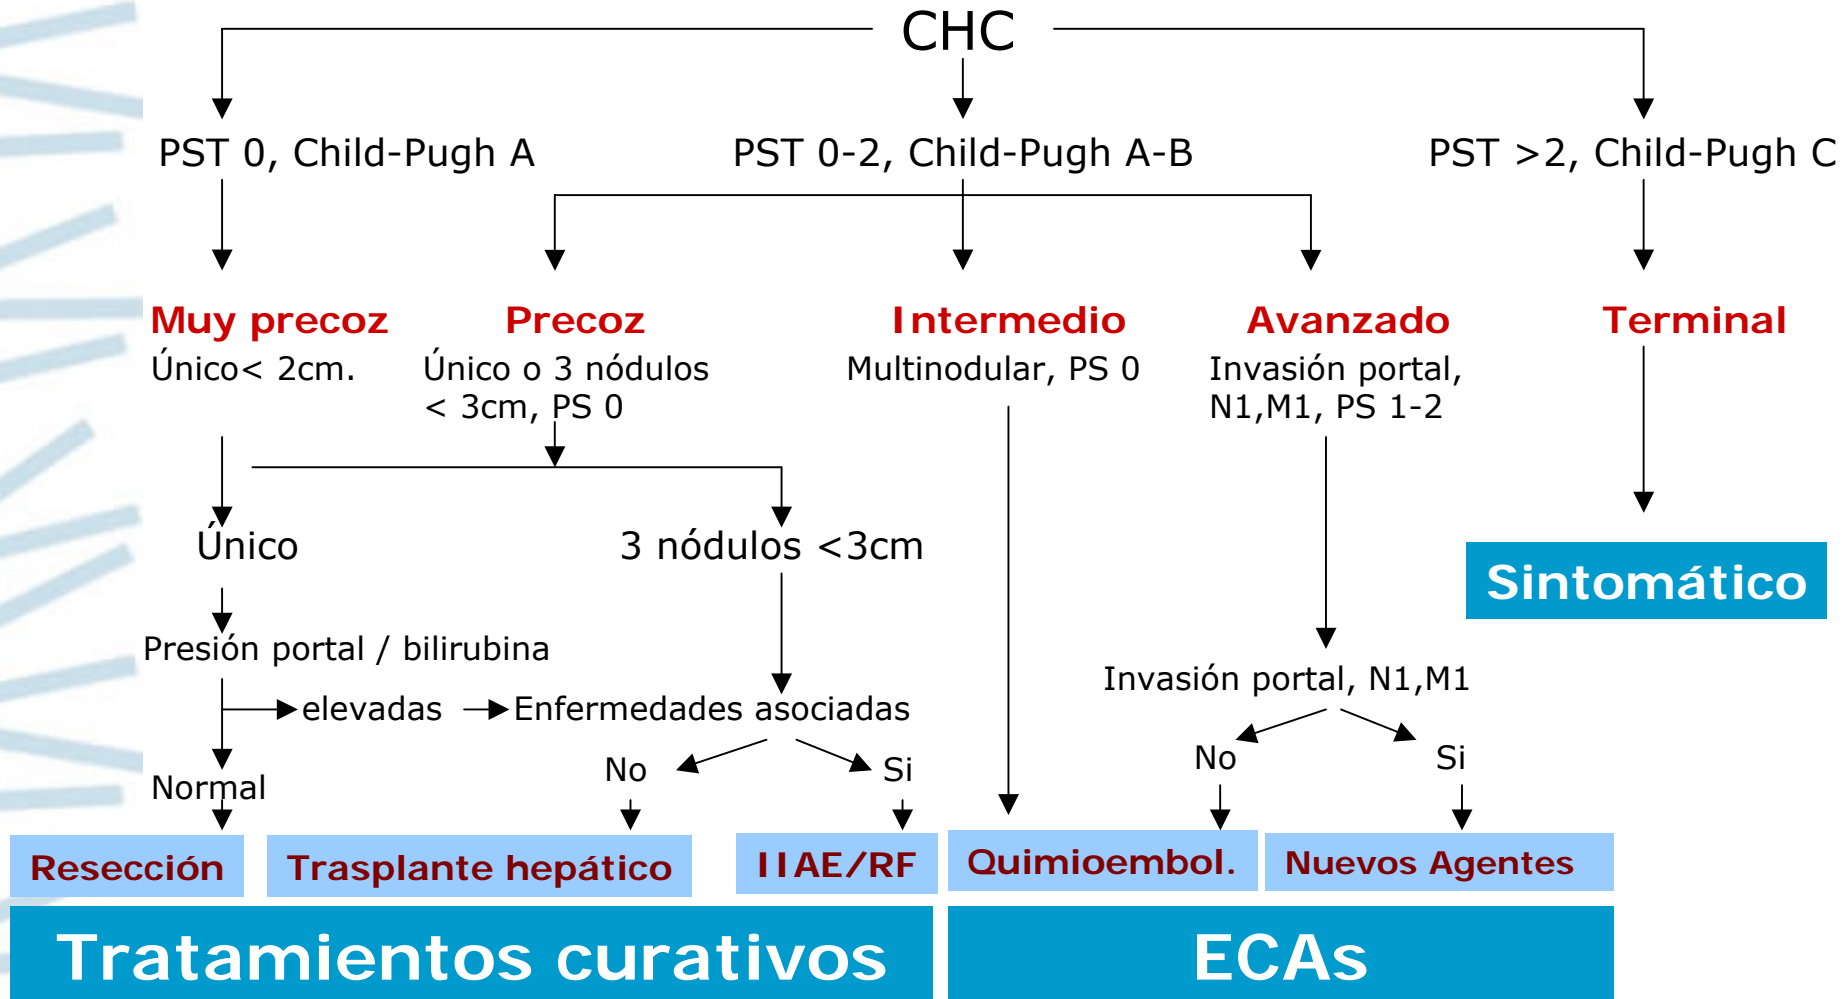 CHC
PST 0, Child-Pugh A
PST 0-2, Child-Pugh A-B
PST >2, Child-Pugh C
Muy precoz
Único< 2cm.
Precoz
Único o 3 nódulos
< 3cm, PS 0
Intermedio
Multinodular, PS 0
Avanzado
Invasión portal,
N1,M1, PS 1-2
Terminal
Único
3 nódulos <3cm
Sintomático
Presión portal / bilirubina
elevadas
Enfermedades asociadas
Invasión portal, N1,M1
Normal
No
Si
No
Si
Resección
Trasplante hepático
IIAE/RF
Quimioembol.
Nuevos Agentes
Tratamientos curativos
ECAs